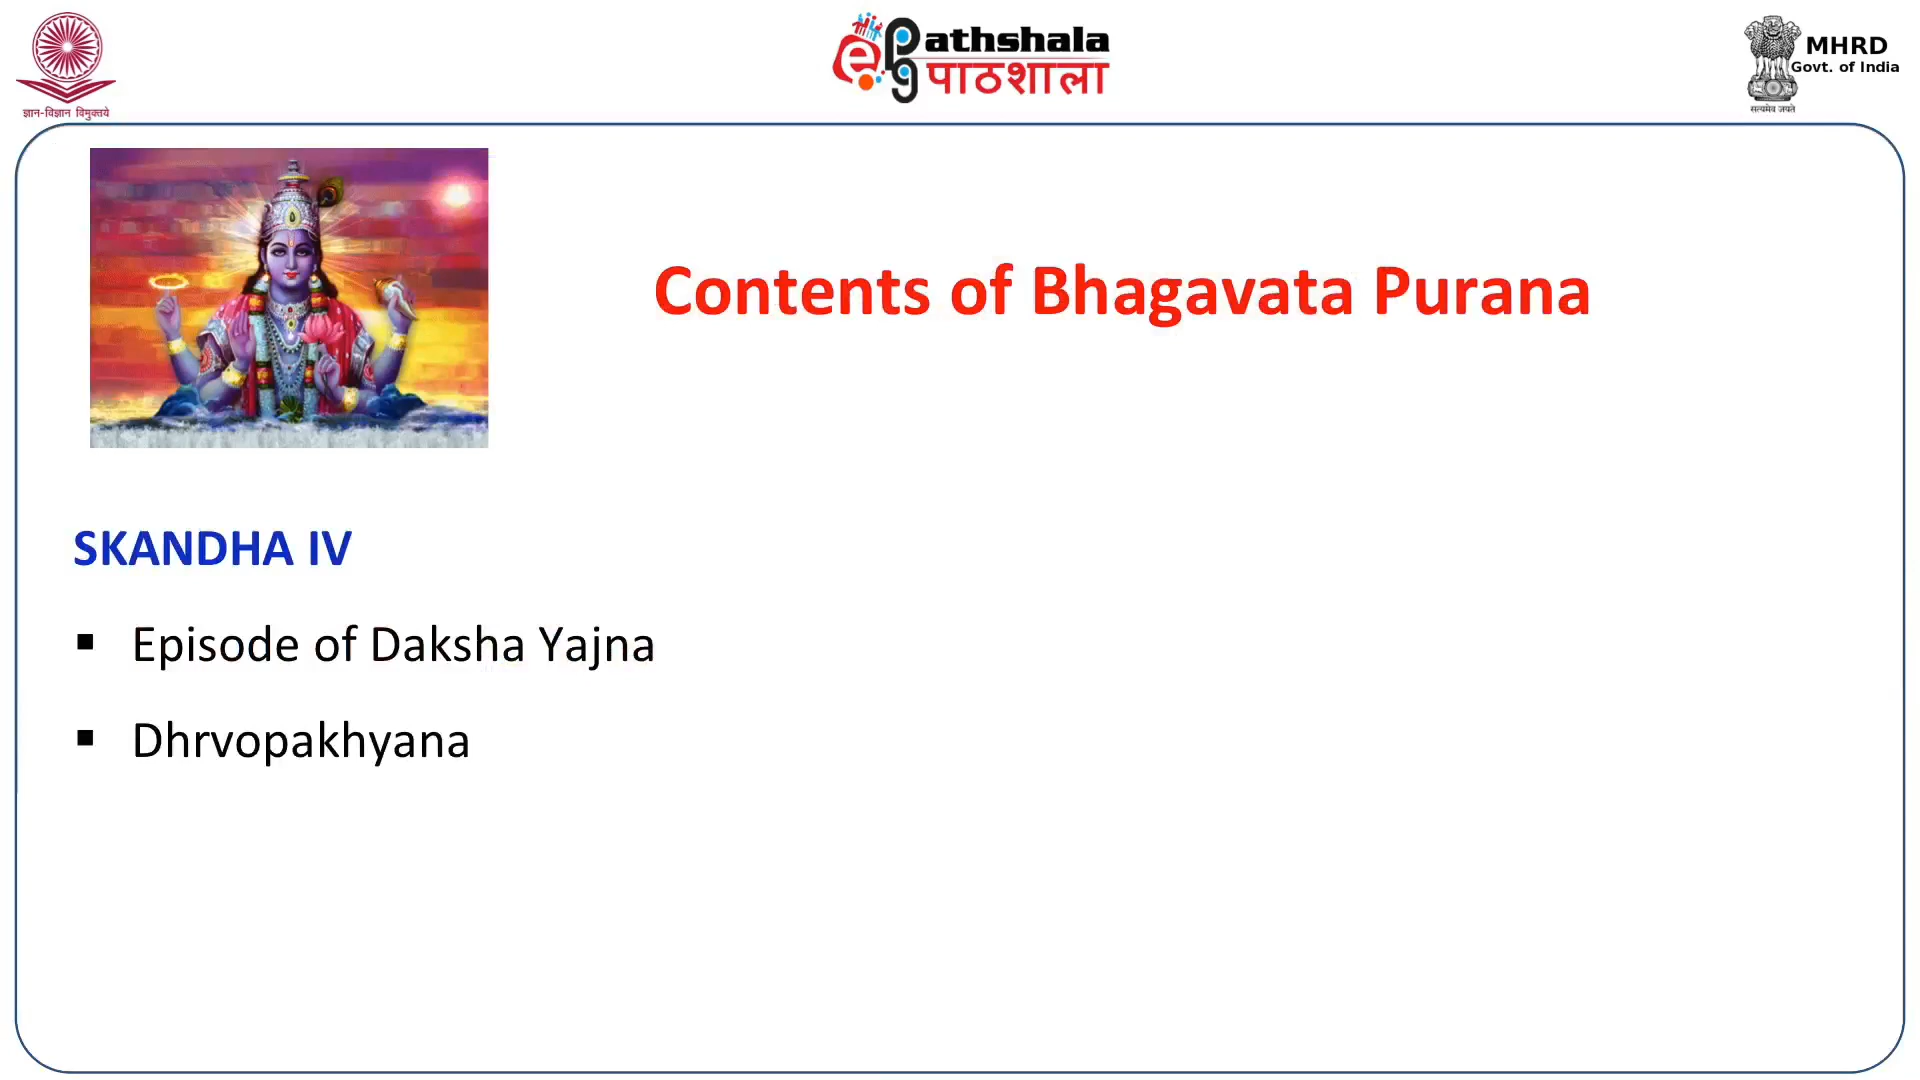 ज्ञान-विज्ञान विमुक्तये
ePathshala
पाठशाला
MHRD
Govt. of India
सत्यमेव जयते
Contents of Bhagavata Purana
SKANDHA IV
▪ Episode of Daksha Yajna
▪ Dhrvopakhyana